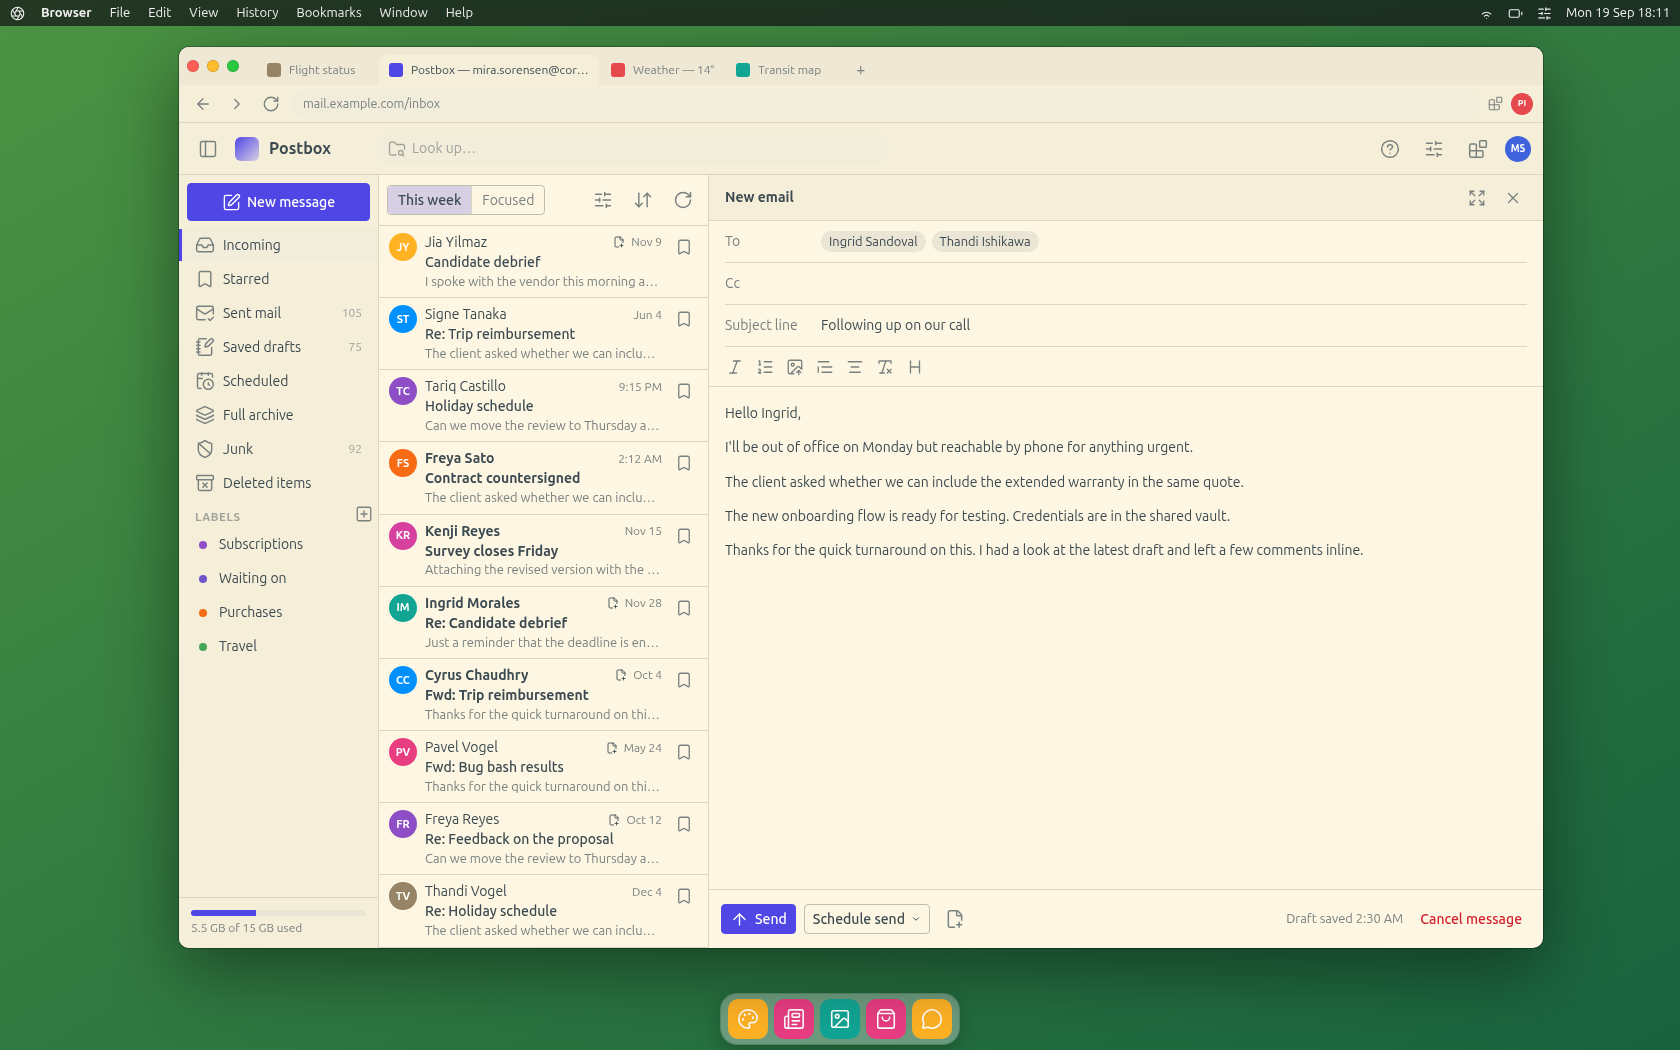 Browser File Edit View History Bookmarks Window Help Mon 19 Sep 18:11
Flight status Postbox — mira.sorensen@cor… Weather — 14° Transit map
mail.example.com/inbox PI
Postbox Look up… MS
New message
Incoming
Starred
Sent mail 105
Saved drafts 75
Scheduled
Full archive
Junk 92
Deleted items
LABELS
Subscriptions
Waiting on
Purchases
Travel
5.5 GB of 15 GB used
This week Focused
JY Jia Yilmaz Nov 9
Candidate debrief
I spoke with the vendor this morning a…
ST Signe Tanaka Jun 4
Re: Trip reimbursement
The client asked whether we can inclu…
TC Tariq Castillo 9:15 PM
Holiday schedule
Can we move the review to Thursday a…
FS Freya Sato 2:12 AM
Contract countersigned
The client asked whether we can inclu…
KR Kenji Reyes Nov 15
Survey closes Friday
Attaching the revised version with the …
IM Ingrid Morales Nov 28
Re: Candidate debrief
Just a reminder that the deadline is en…
CC Cyrus Chaudhry Oct 4
Fwd: Trip reimbursement
Thanks for the quick turnaround on thi…
PV Pavel Vogel May 24
Fwd: Bug bash results
Thanks for the quick turnaround on thi…
FR Freya Reyes Oct 12
Re: Feedback on the proposal
Can we move the review to Thursday a…
TV Thandi Vogel Dec 4
Re: Holiday schedule
The client asked whether we can inclu…
New email
To Ingrid Sandoval Thandi Ishikawa
Cc
Subject line Following up on our call
Hello Ingrid,
I'll be out of office on Monday but reachable by phone for anything urgent.
The client asked whether we can include the extended warranty in the same quote.
The new onboarding flow is ready for testing. Credentials are in the shared vault.
Thanks for the quick turnaround on this. I had a look at the latest draft and left a few comments inline.
Send Schedule send Draft saved 2:30 AM Cancel message